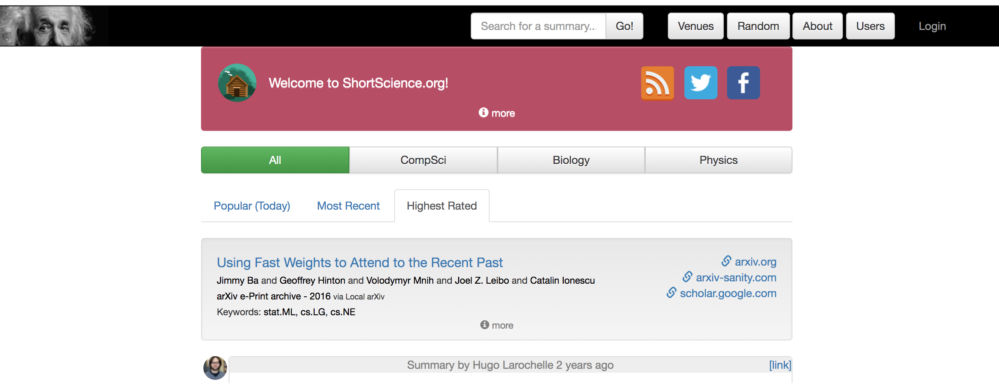 Search for a summary... Go! Venues Random About Users Login
Welcome to ShortScience.org!
more
All CompSci Biology Physics
Popular (Today) Most Recent Highest Rated
Using Fast Weights to Attend to the Recent Past
arxiv.org
Jimmy Ba and Geoffrey Hinton and Volodymyr Mnih and Joel Z. Leibo and Catalin Ionescu
arxiv-sanity.com
arXiv e-Print archive - 2016 via Local arXiv
scholar.google.com
Keywords: stat.ML, cs.LG, cs.NE
more
Summary by Hugo Larochelle 2 years ago [link]